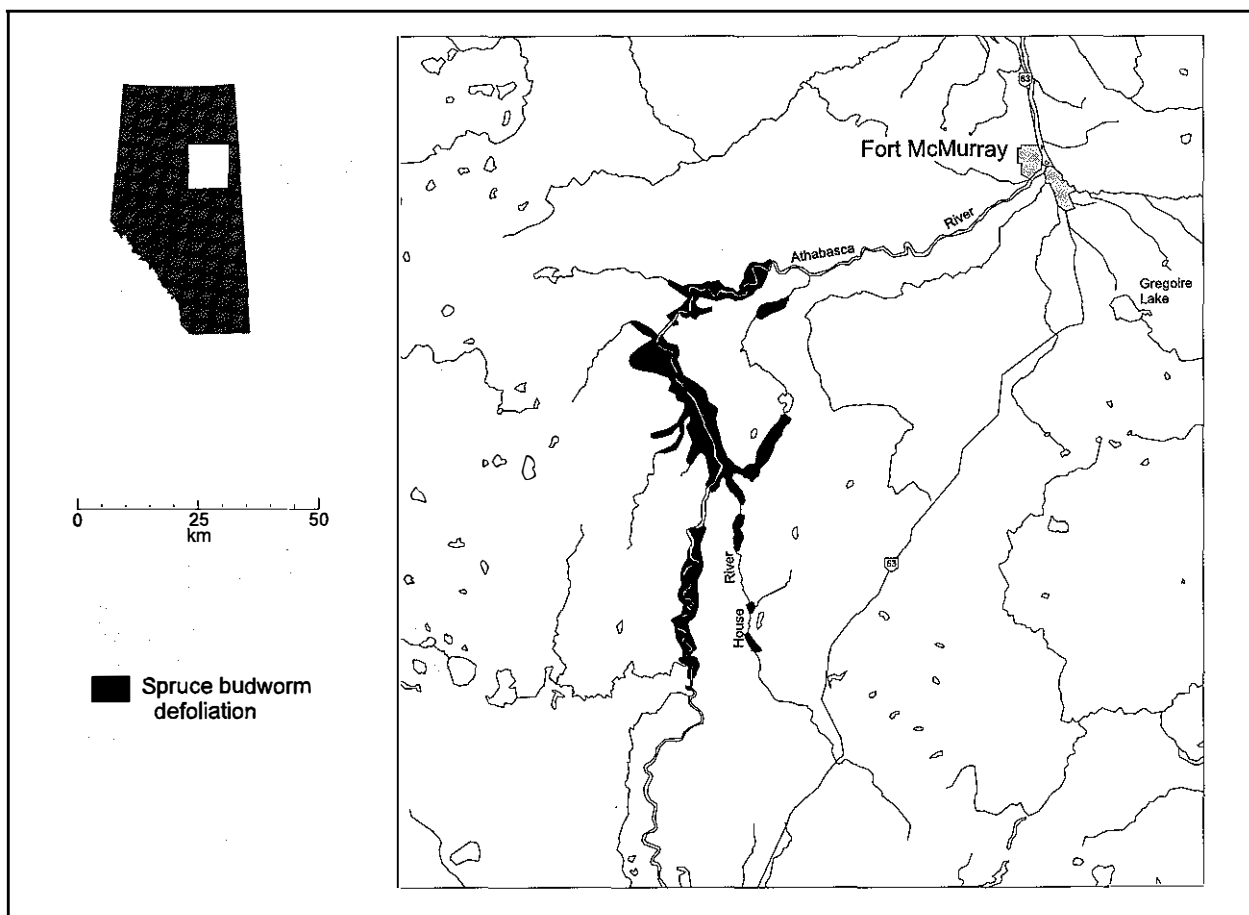 63
Fort McMurray
River
Athabasca
Gregoire
Lake
0 25 50
km
63
River
House
Spruce budworm
defoliation